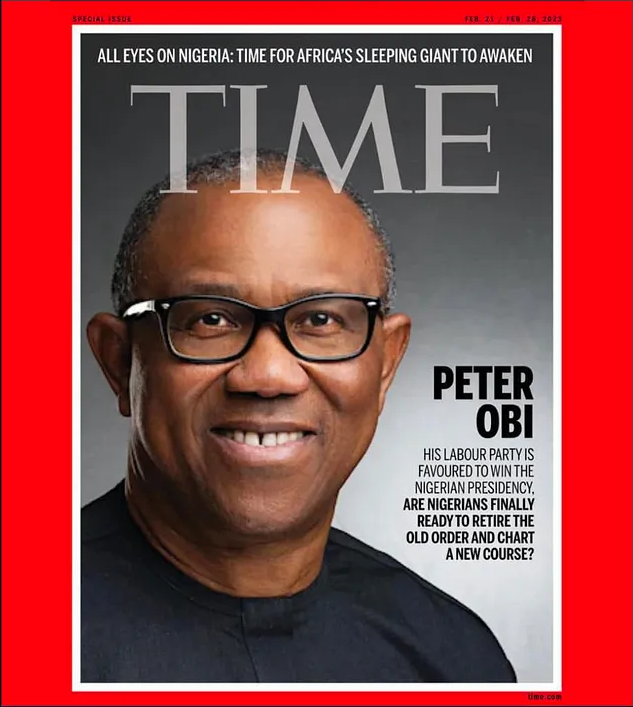 SPECIAL ISSUE
FEB. 21 / FEB. 28, 2023
ALL EYES ON NIGERIA: TIME FOR AFRICA'S SLEEPING GIANT TO AWAKEN
TIME
PETER
OBI
HIS LABOUR PARTY IS
FAVOURED TO WIN THE
NIGERIAN PRESIDENCY,
ARE NIGERIANS FINALLY
READY TO RETIRE THE
OLD ORDER AND CHART
A NEW COURSE?
time.com